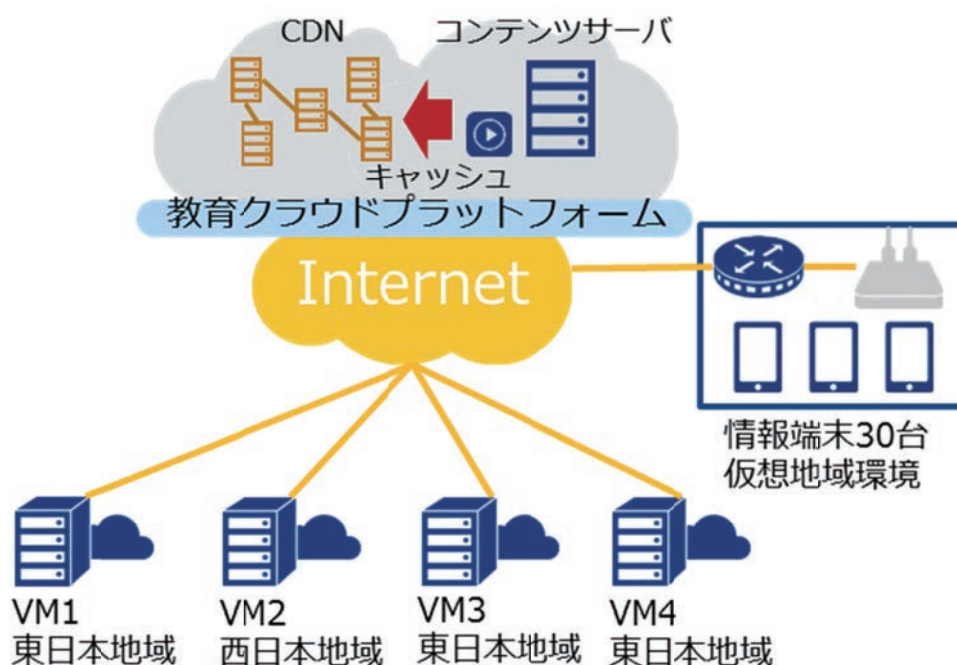 CDN
コンテンツサーバ
キャッシュ
教育クラウドプラットフォーム
Internet
情報端末30台
仮想地域環境
VM1
東日本地域
VM2
西日本地域
VM3
東日本地域
VM4
東日本地域